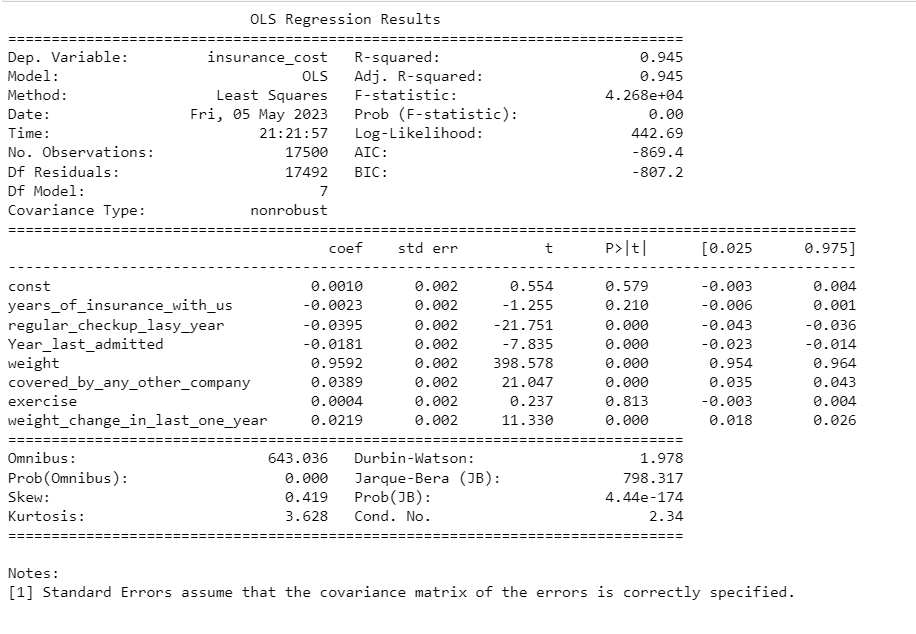 OLS Regression Results
==============================================================================
Dep. Variable: insurance_cost R-squared: 0.945
Model: OLS Adj. R-squared: 0.945
Method: Least Squares F-statistic: 4.268e+04
Date: Fri, 05 May 2023 Prob (F-statistic): 0.00
Time: 21:21:57 Log-Likelihood: 442.69
No. Observations: 17500 AIC: -869.4
Df Residuals: 17492 BIC: -807.2
Df Model: 7
Covariance Type: nonrobust
==================================================================================================
coef std err t P>|t| [0.025 0.975]
--------------------------------------------------------------------------------------------------
const 0.0010 0.002 0.554 0.579 -0.003 0.004
years_of_insurance_with_us -0.0023 0.002 -1.255 0.210 -0.006 0.001
regular_checkup_lasy_year -0.0395 0.002 -21.751 0.000 -0.043 -0.036
Year_last_admitted -0.0181 0.002 -7.835 0.000 -0.023 -0.014
weight 0.9592 0.002 398.578 0.000 0.954 0.964
covered_by_any_other_company 0.0389 0.002 21.047 0.000 0.035 0.043
exercise 0.0004 0.002 0.237 0.813 -0.003 0.004
weight_change_in_last_one_year 0.0219 0.002 11.330 0.000 0.018 0.026
==============================================================================
Omnibus: 643.036 Durbin-Watson: 1.978
Prob(Omnibus): 0.000 Jarque-Bera (JB): 798.317
Skew: 0.419 Prob(JB): 4.44e-174
Kurtosis: 3.628 Cond. No. 2.34
==============================================================================
Notes:
[1] Standard Errors assume that the covariance matrix of the errors is correctly specified.